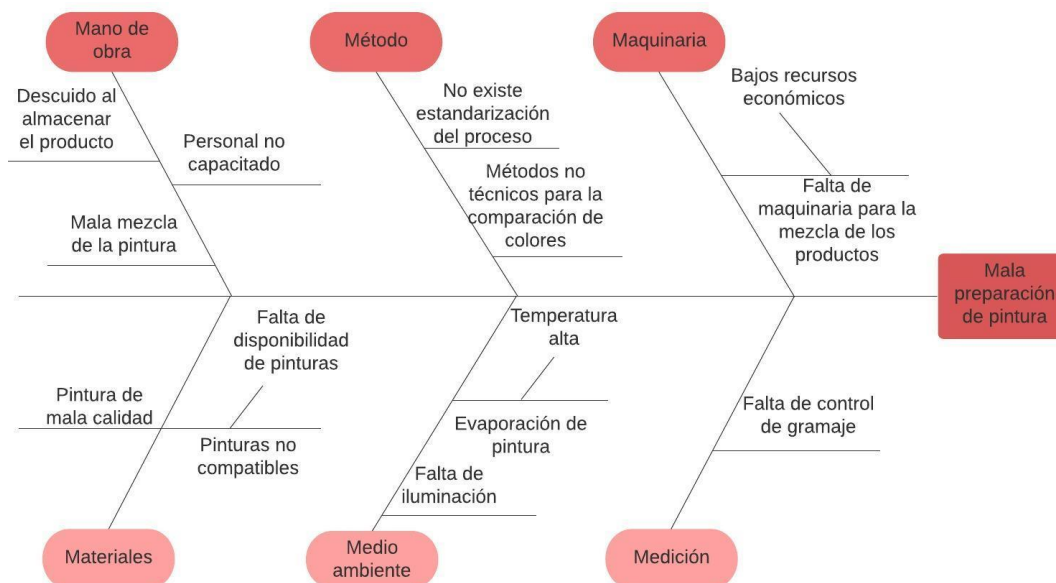 Mano de
obra
Método
Maquinaria
Descuido al
almacenar
el producto
Personal no
capacitado
Mala mezcla
de la pintura
No existe
estandarización
del proceso
Métodos no
técnicos para la
comparación de
colores
Bajos recursos
económicos
Falta de
maquinaria para la
mezcla de los
productos
Mala
preparación
de pintura
Falta de
disponibilidad
de pinturas
Pintura de
mala calidad
Pinturas no
compatibles
Temperatura
alta
Evaporación de
pintura
Falta de
iluminación
Falta de control
de gramaje
Materiales
Medio
ambiente
Medición